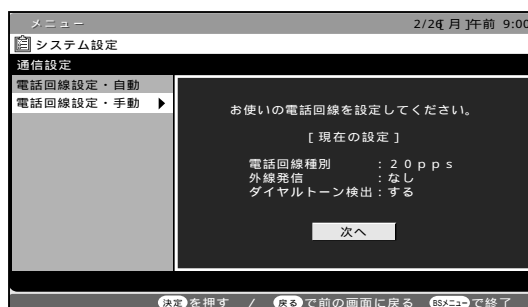 メニュー 2/26[月]午前 9:00
システム設定
通信設定
電話回線設定・自動
電話回線設定・手動 ▶
お使いの電話回線を設定してください。
[現在の設定]
電話回線種別 :20pps
外線発信 :なし
ダイヤルトーン検出:する
次へ
決定を押す / 戻るで前の画面に戻る BSメニューで終了